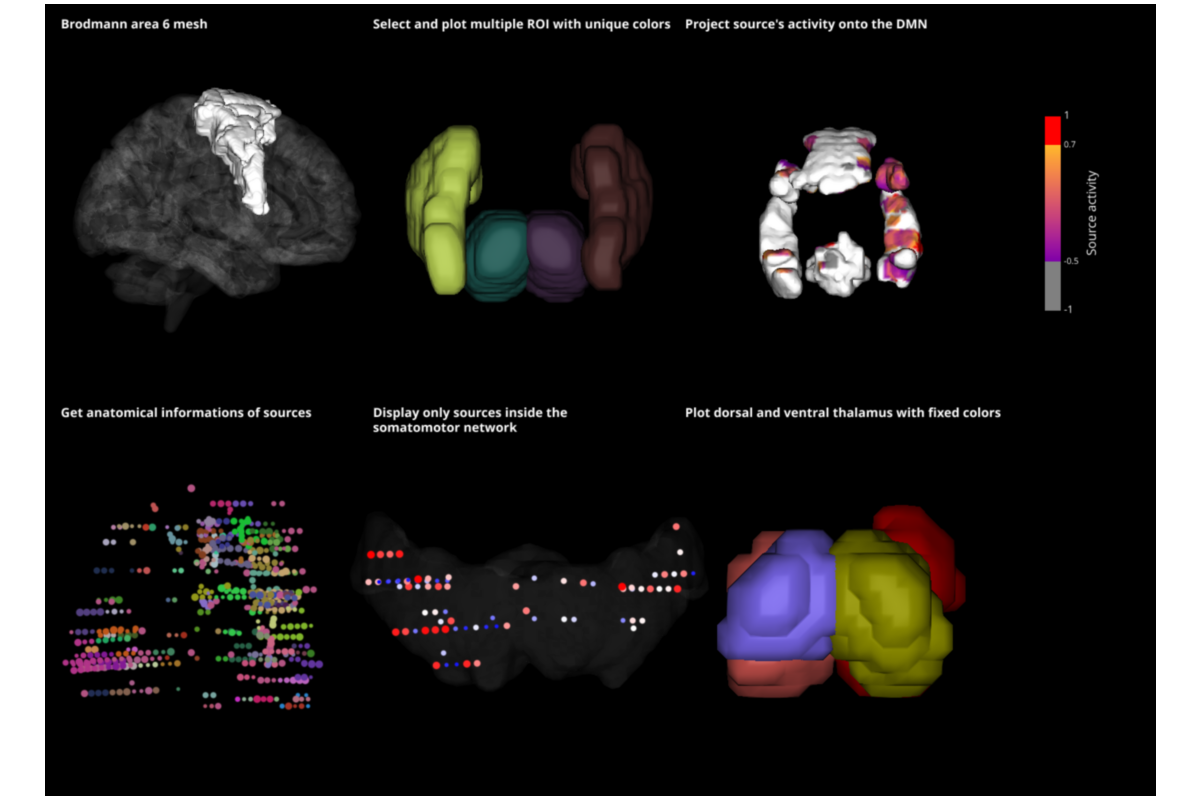 Brodmann area 6 mesh
Select and plot multiple ROI with unique colors
Project source's activity onto the DMN
1
0.7
Source activity
-0.5
-1
Get anatomical informations of sources
Display only sources inside the
somatomotor network
Plot dorsal and ventral thalamus with fixed colors